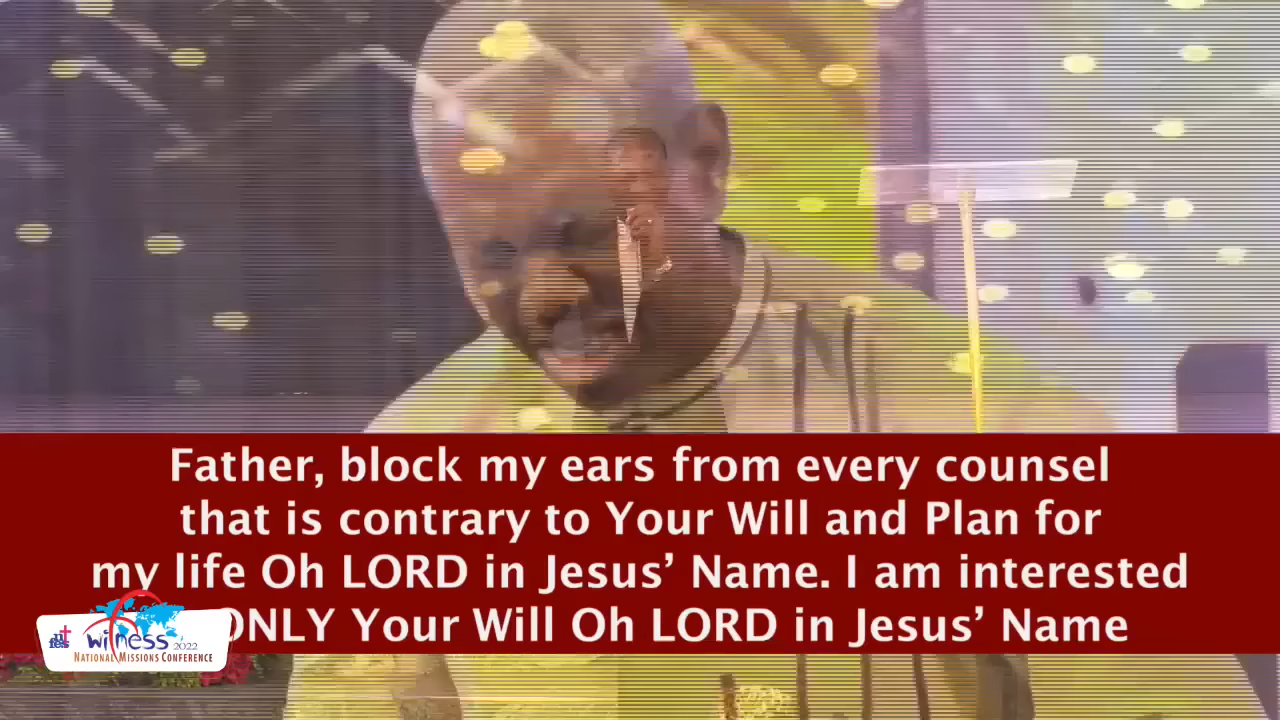 Father, block my ears from every counsel
that is contrary to Your Will and Plan for
my life Oh LORD in Jesus’ Name. I am interested
ONLY Your Will Oh LORD in Jesus’ Name
witness 2022
NATIONAL MISSIONS CONFERENCE